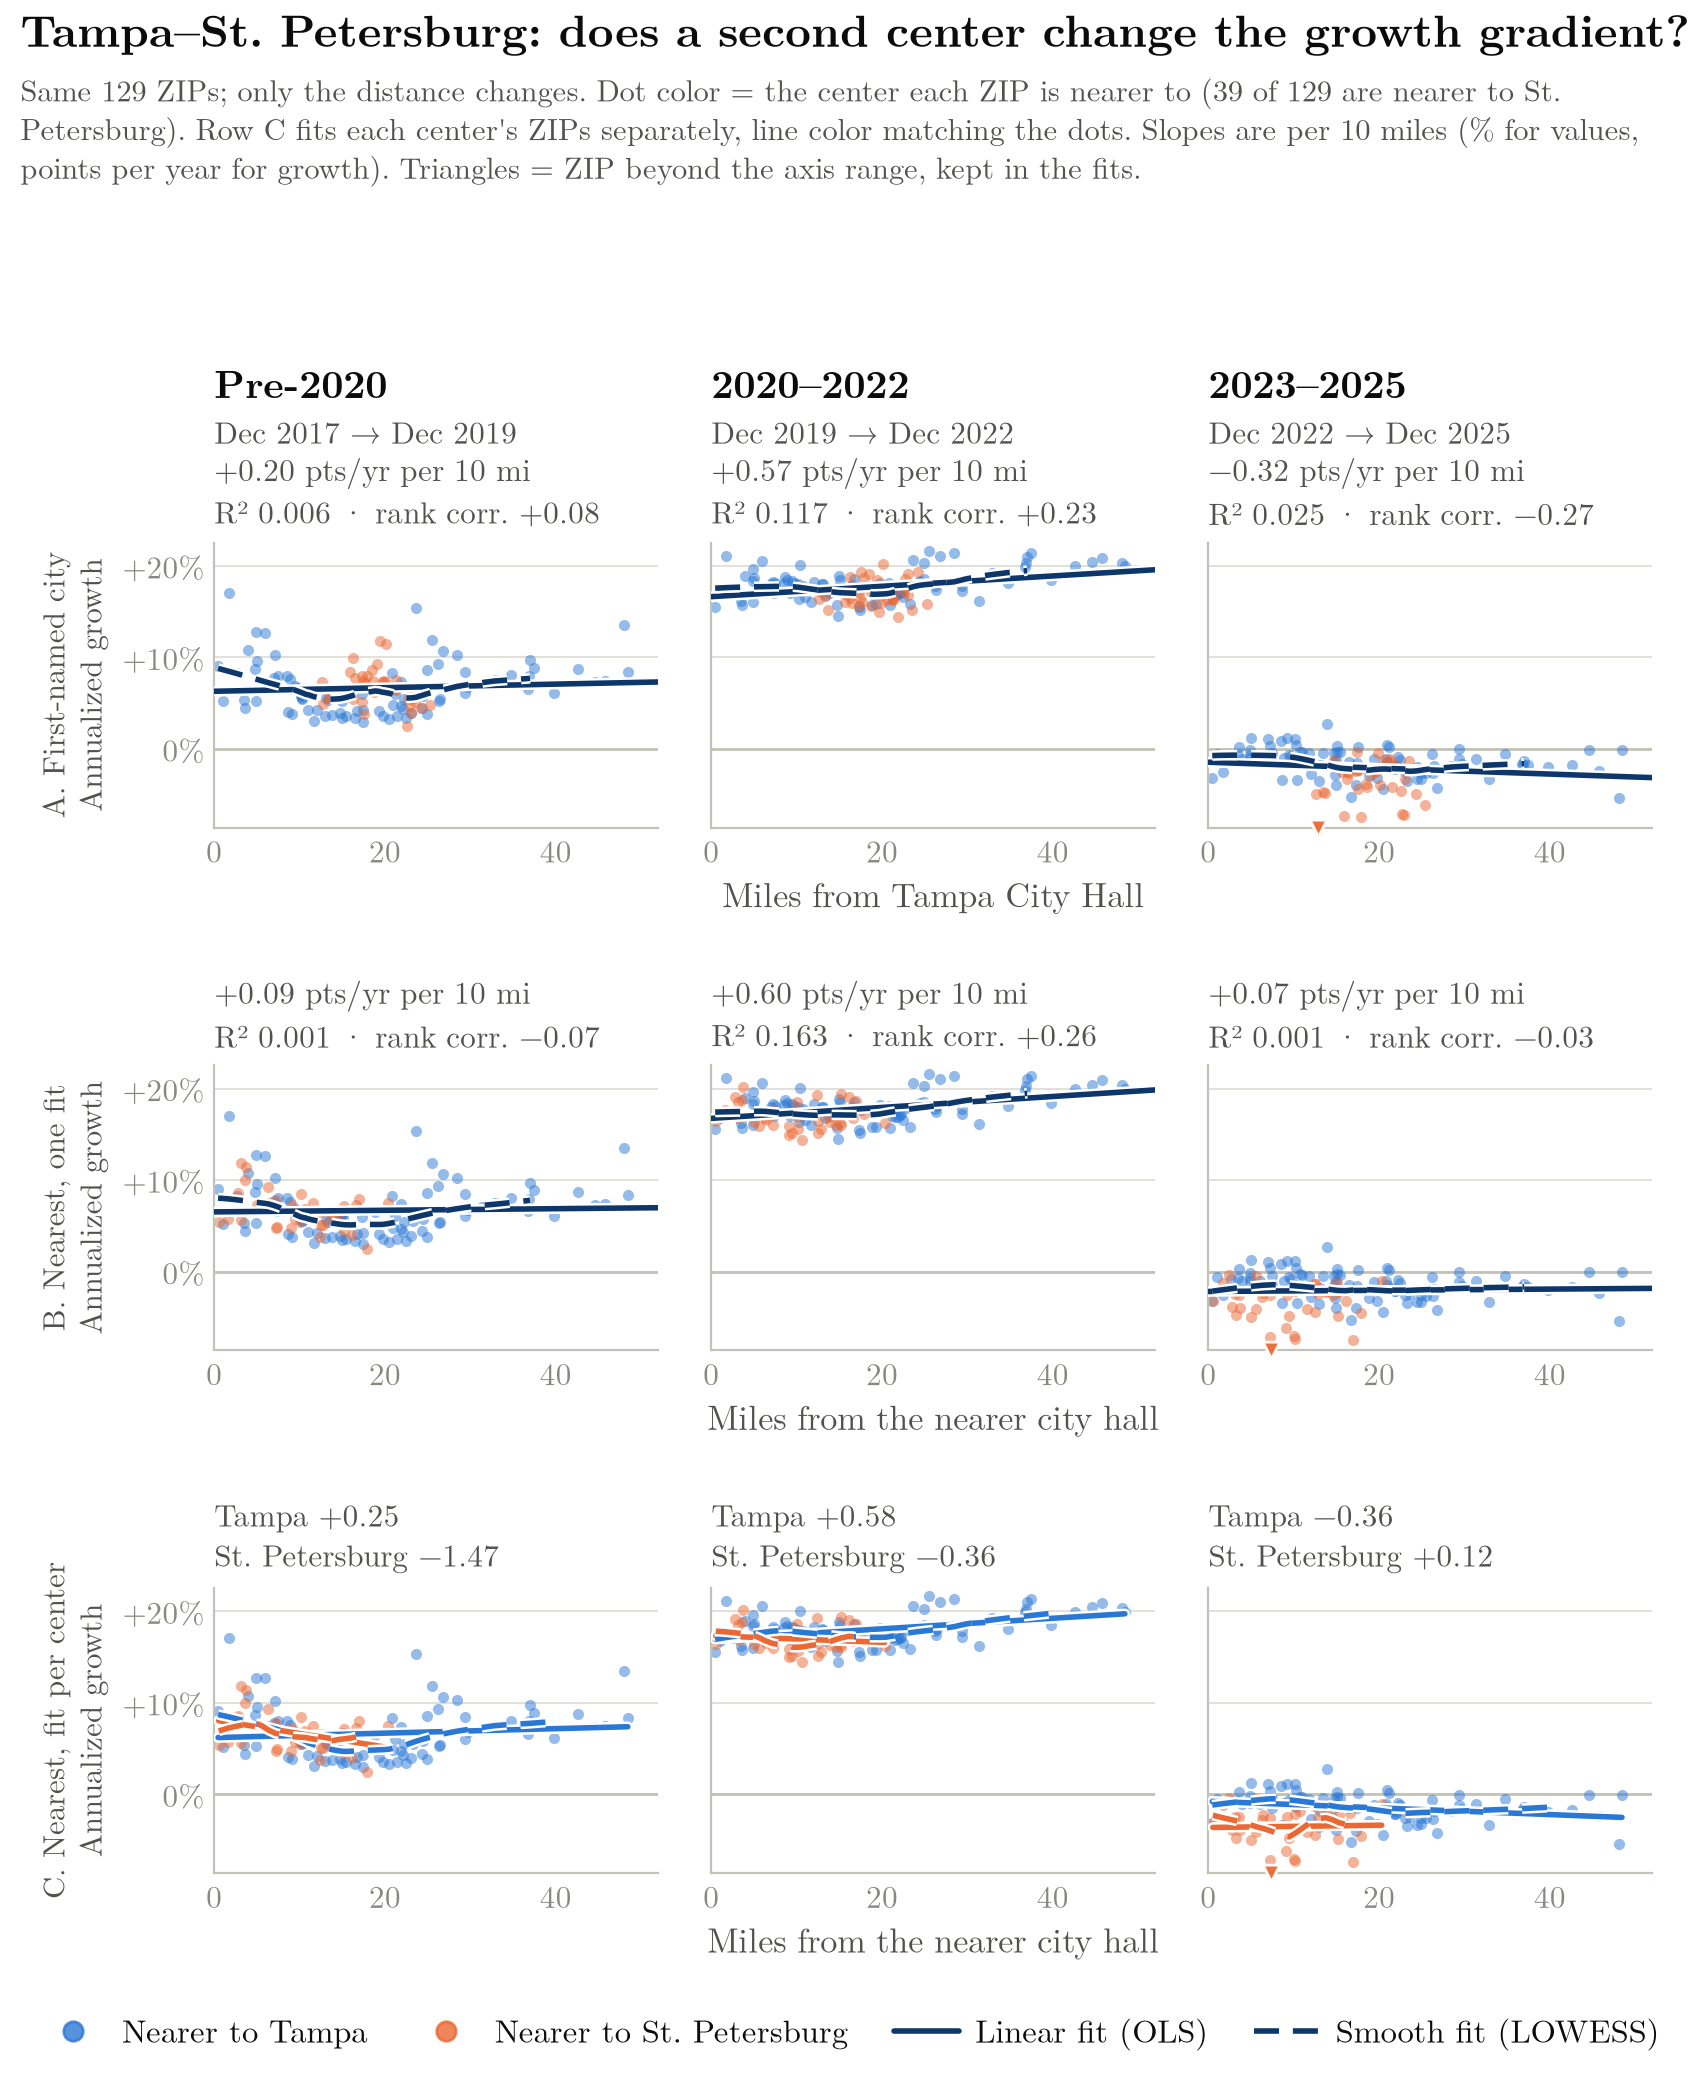 Tampa–St. Petersburg: does a second center change the growth gradient?
Same 129 ZIPs; only the distance changes. Dot color = the center each ZIP is nearer to (39 of 129 are nearer to St.
Petersburg). Row C fits each center's ZIPs separately, line color matching the dots. Slopes are per 10 miles (% for values,
points per year for growth). Triangles = ZIP beyond the axis range, kept in the fits.
Pre-2020
Dec 2017 → Dec 2019
+0.20 pts/yr per 10 mi
R² 0.006 · rank corr. +0.08
2020–2022
Dec 2019 → Dec 2022
+0.57 pts/yr per 10 mi
R² 0.117 · rank corr. +0.23
2023–2025
Dec 2022 → Dec 2025
−0.32 pts/yr per 10 mi
R² 0.025 · rank corr. −0.27
A. First-named city
Annualized growth
+20%
+10%
0%
0 20 40
0 20 40
0 20 40
Miles from Tampa City Hall
+0.09 pts/yr per 10 mi
R² 0.001 · rank corr. −0.07
+0.60 pts/yr per 10 mi
R² 0.163 · rank corr. +0.26
+0.07 pts/yr per 10 mi
R² 0.001 · rank corr. −0.03
B. Nearest, one fit
Annualized growth
+20%
+10%
0%
0 20 40
0 20 40
0 20 40
Miles from the nearer city hall
Tampa +0.25
St. Petersburg −1.47
Tampa +0.58
St. Petersburg −0.36
Tampa −0.36
St. Petersburg +0.12
C. Nearest, fit per center
Annualized growth
+20%
+10%
0%
0 20 40
0 20 40
0 20 40
Miles from the nearer city hall
Nearer to Tampa
Nearer to St. Petersburg
Linear fit (OLS)
Smooth fit (LOWESS)